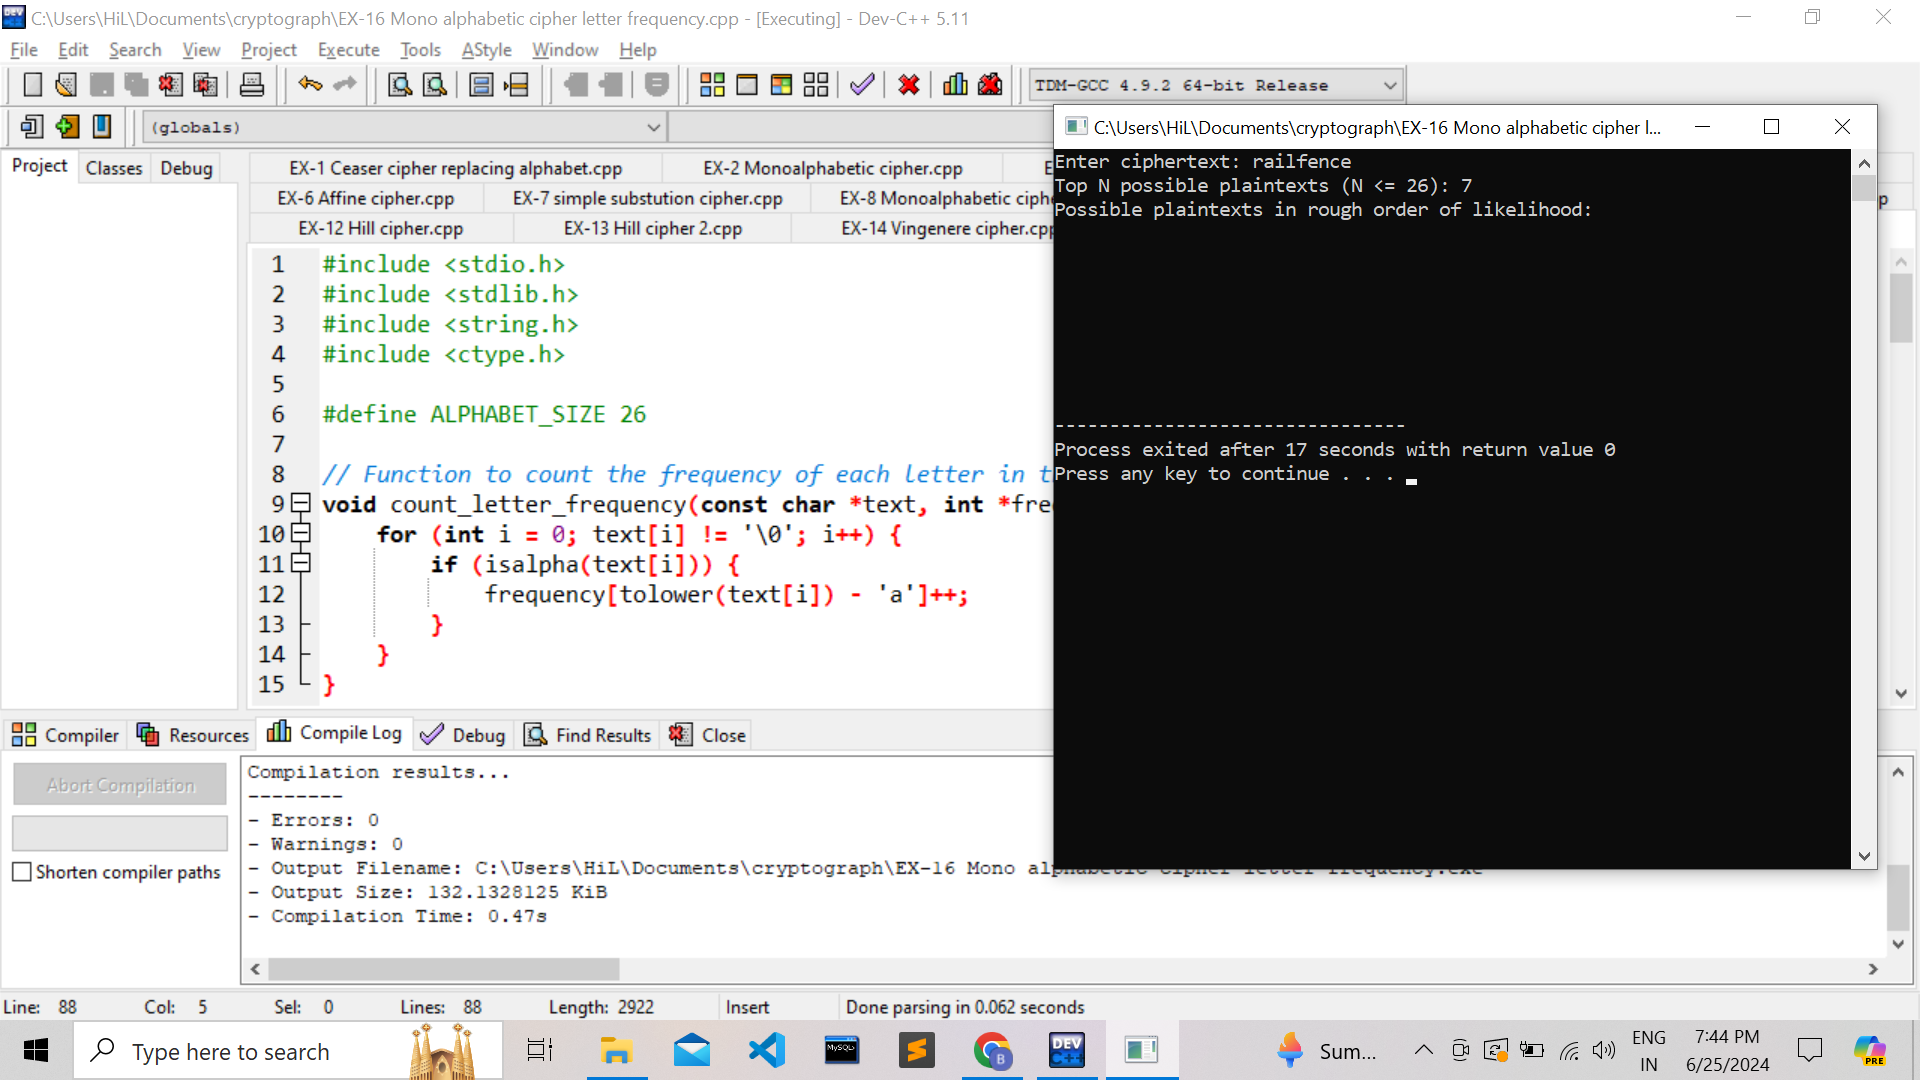 C:\Users\HiL\Documents\cryptograph\EX-16 Mono alphabetic cipher letter frequency.cpp - [Executing] - Dev-C++ 5.11
File Edit Search View Project Execute Tools AStyle Window Help
TDM-GCC 4.9.2 64-bit Release
(globals)
Project Classes Debug
EX-1 Ceaser cipher replacing alphabet.cpp EX-2 Monoalphabetic cipher.cpp
EX-6 Affine cipher.cpp EX-7 simple substution cipher.cpp EX-8 Monoalphabetic ciph
EX-12 Hill cipher.cpp EX-13 Hill cipher 2.cpp EX-14 Vingenere cipher.cpp
1 #include <stdio.h>
2 #include <stdlib.h>
3 #include <string.h>
4 #include <ctype.h>
5
6 #define ALPHABET_SIZE 26
7
8 // Function to count the frequency of each letter in t
9 void count_letter_frequency(const char *text, int *fre
10 for (int i = 0; text[i] != '\0'; i++) {
11 if (isalpha(text[i])) {
12 frequency[tolower(text[i]) - 'a']++;
13 }
14 }
15 }
C:\Users\HiL\Documents\cryptograph\EX-16 Mono alphabetic cipher l...
Enter ciphertext: railfence
Top N possible plaintexts (N <= 26): 7
Possible plaintexts in rough order of likelihood:
--------------------------------
Process exited after 17 seconds with return value 0
Press any key to continue . . .
Compiler Resources Compile Log Debug Find Results Close
Abort Compilation
Shorten compiler paths
Compilation results...
--------
- Errors: 0
- Warnings: 0
- Output Filename: C:\Users\HiL\Documents\cryptograph\EX-16 Mono alphabetic cipher letter frequency.exe
- Output Size: 132.1328125 KiB
- Compilation Time: 0.47s
Line: 88 Col: 5 Sel: 0 Lines: 88 Length: 2922 Insert Done parsing in 0.062 seconds
Type here to search
MySQL
DEV C++
Sum...
ENG
IN
7:44 PM
6/25/2024
PRE